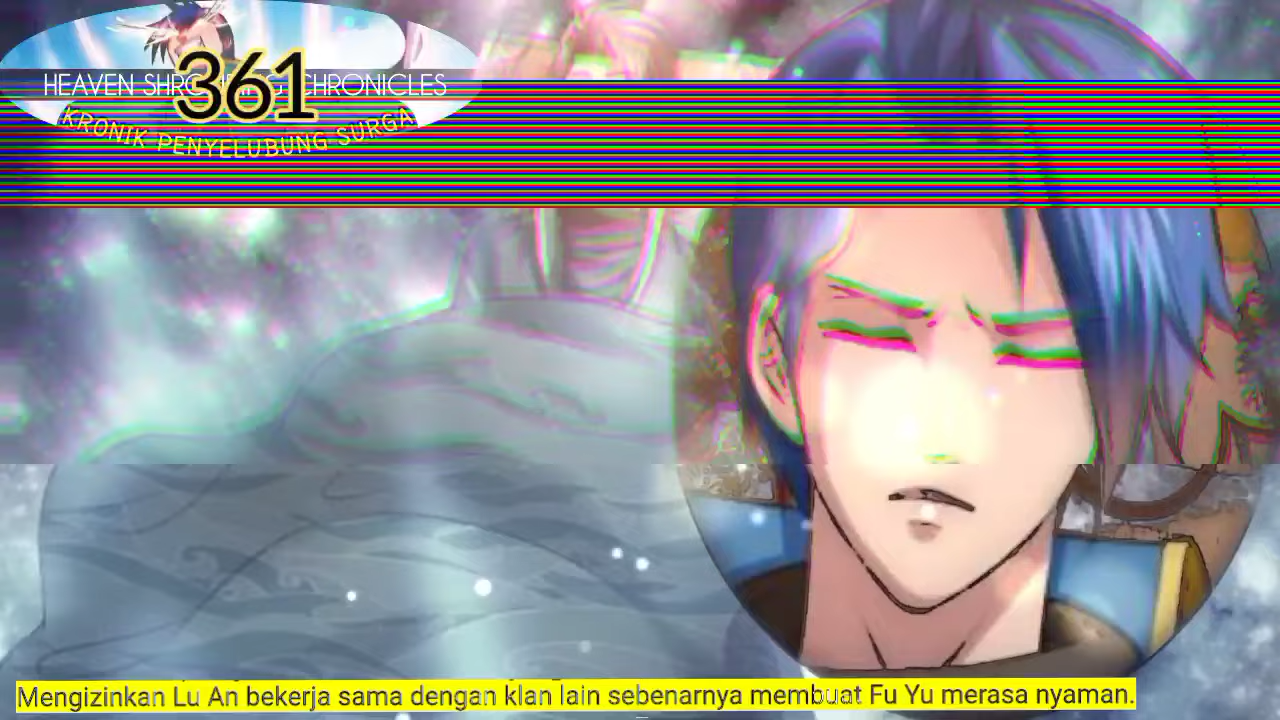 361
HEAVEN CHRONICLES
KRONIK PENYELUBUNG SURGA
Mengizinkan Lu An bekerja sama dengan klan lain sebenarnya membuat Fu Yu merasa nyaman.